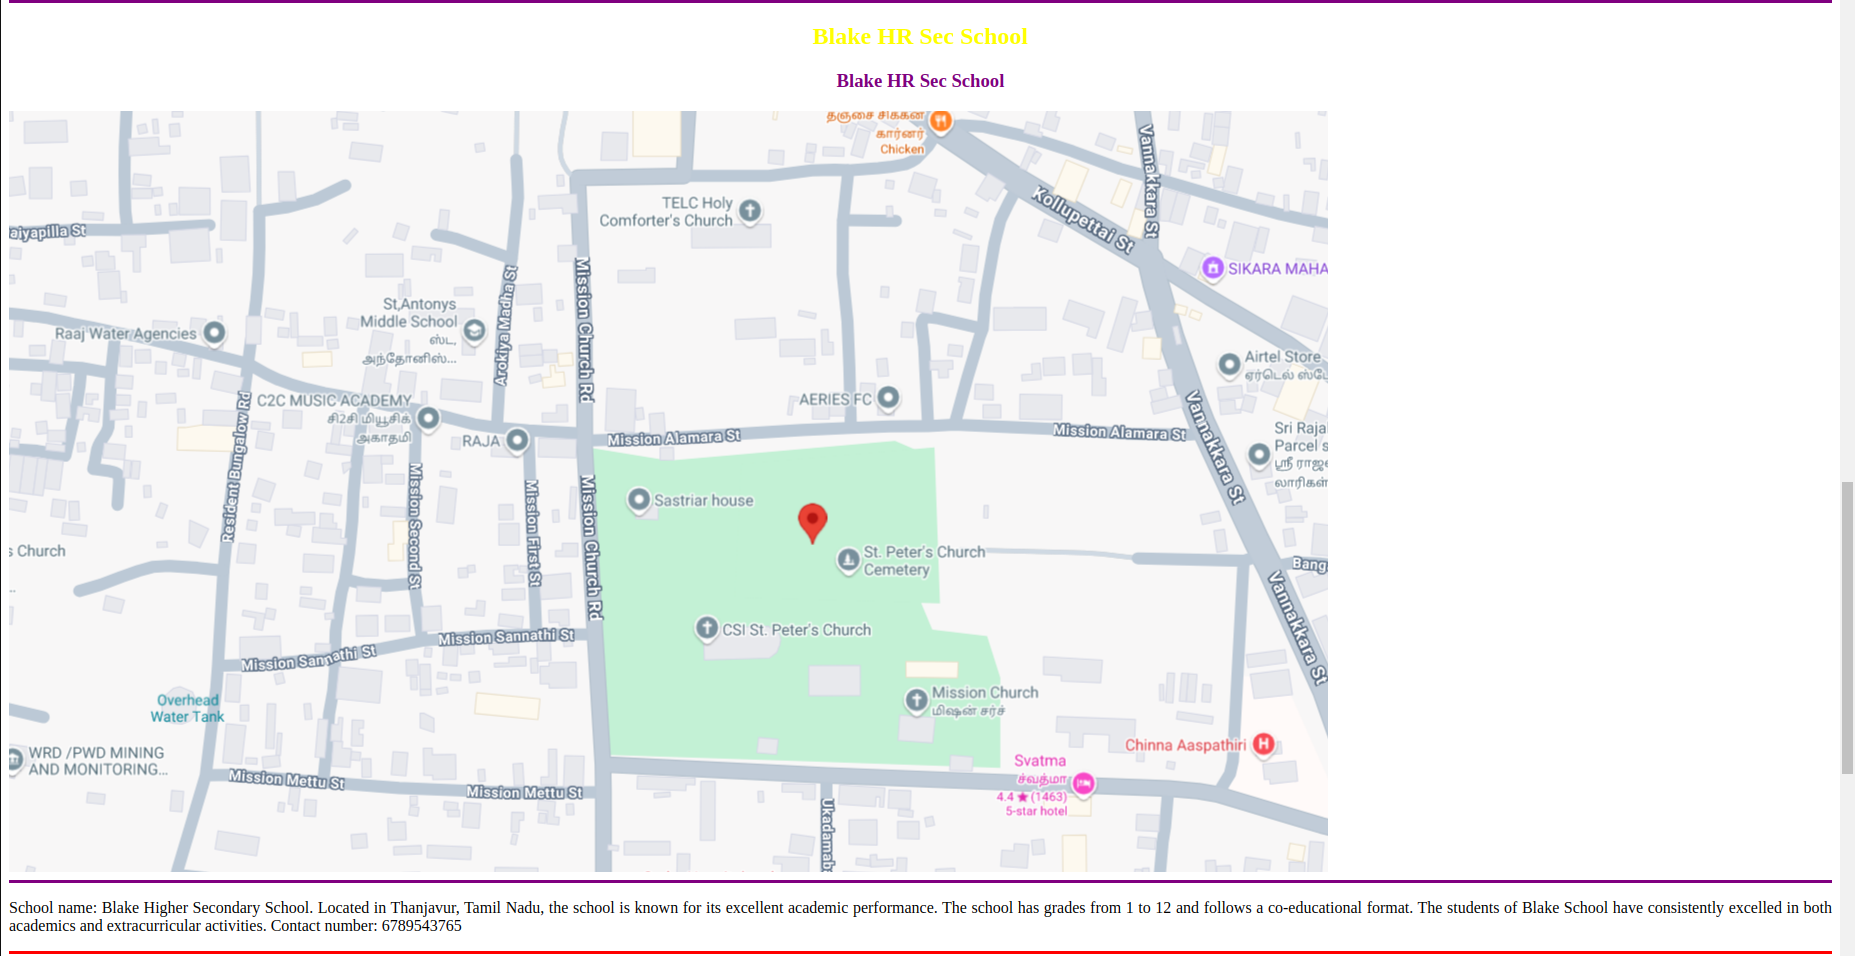 Blake HR Sec School
Blake HR Sec School
தஞ்சை சிக்கன்
கார்னர்
Chicken
Vannakkara St
TELC Holy
Comforter's Church
Kollupettai St
aiyapilla St
SIKARA MAHA
Mission Church Rd
Arokiya Madha St
St,Antonys
Middle School
ஸ்ட,
அந்தோனிஸ்...
Raaj Water Agencies
Airtel Store
ஏர்டெல் ஸ்டே
C2C MUSIC ACADEMY
சி2சி மியூசிக்
அகாதமி
AERIES FC
RAJA
Mission Alamara St
Mission Alamara St
Vannakkara St
Sri Raja
Parcel s
ஸ்ரீ ராஜ
லாரிகள்
Resident Bungalow Rd
Mission Second St
Mission First St
Mission Church Rd
Sastriar house
s Church
St. Peter's Church
Cemetery
Bang
Vannakkara St
..
CSI St. Peter's Church
Mission Sannathi St
Mission Sannathi St
Overhead
Water Tank
Mission Church
மிஷன் சர்ச்
WRD /PWD MINING
AND MONITORING...
Chinna Aaspathiri
Svatma
ச்வத்மா
4.4 ★ (1463)
5-star hotel
Mission Mettu St
Mission Mettu St
Ukadamab
School name: Blake Higher Secondary School. Located in Thanjavur, Tamil Nadu, the school is known for its excellent academic performance. The school has grades from 1 to 12 and follows a co-educational format. The students of Blake School have consistently excelled in both
academics and extracurricular activities. Contact number: 6789543765